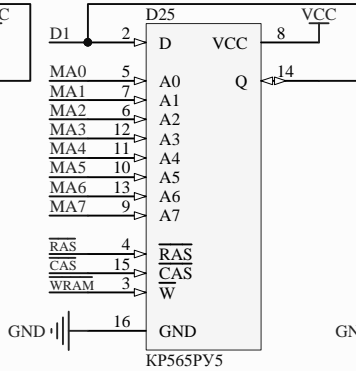 C D25 VCC
D1 2 D VCC 8
MA0 5 A0 Q 14
MA1 7 A1
MA2 6 A2
MA3 12 A3
MA4 11 A4
MA5 10 A5
MA6 13 A6
MA7 9 A7
RAS 4 RAS
CAS 15 CAS
WRAM 3 W
GND 16 GND GN
КР565РУ5